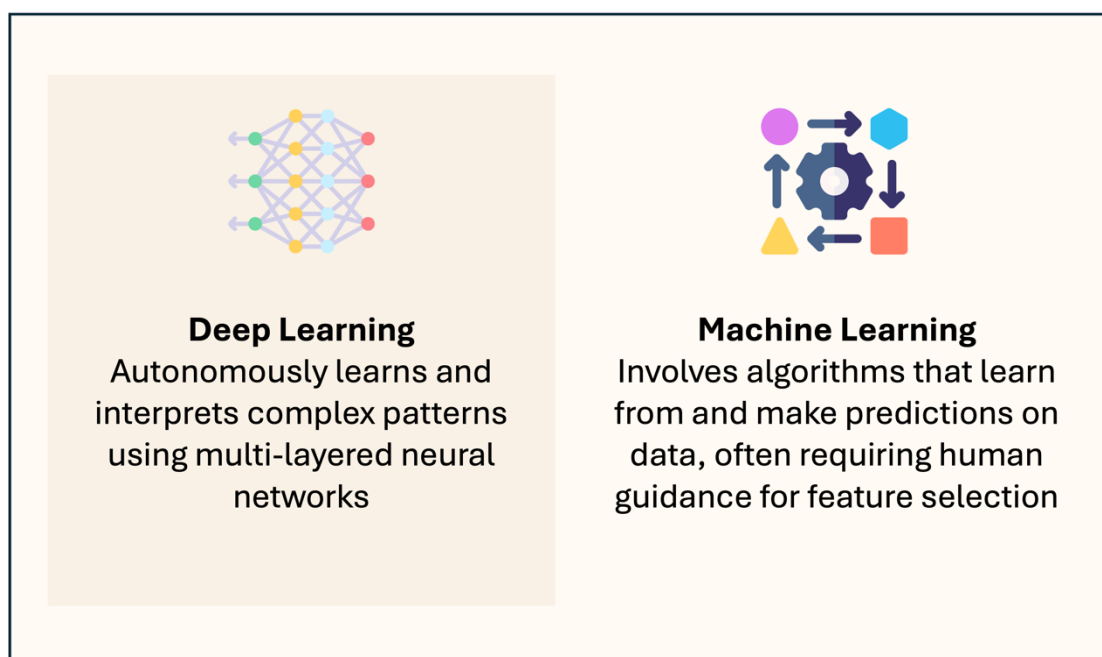 Deep Learning
Autonomously learns and
interprets complex patterns
using multi-layered neural
networks
Machine Learning
Involves algorithms that learn
from and make predictions on
data, often requiring human
guidance for feature selection